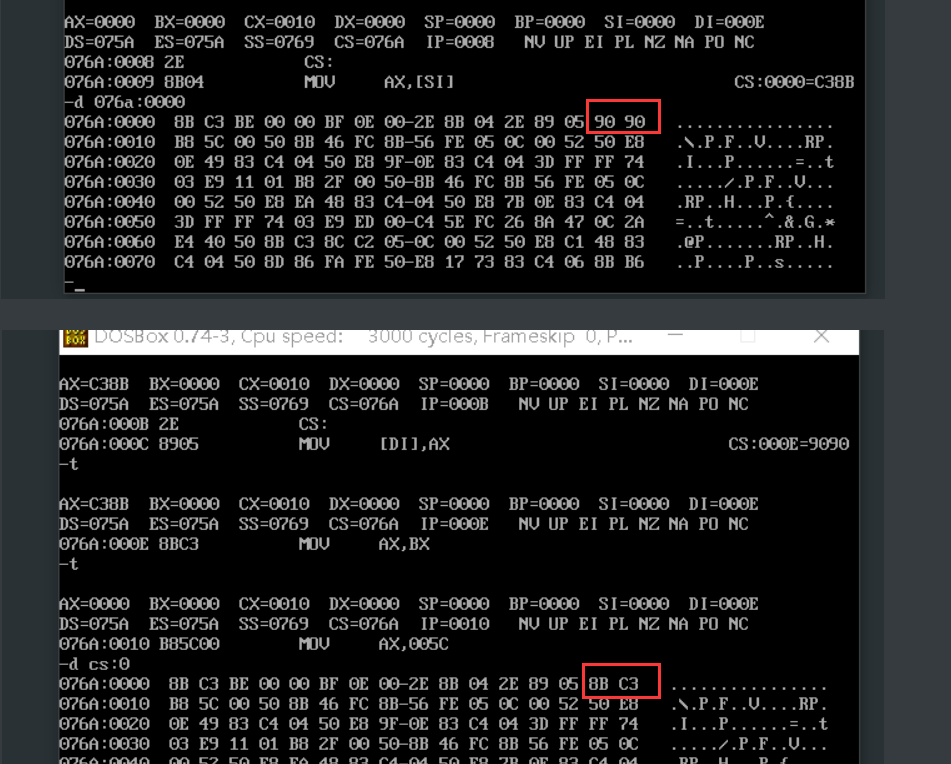 AX=0000 BX=0000 CX=0010 DX=0000 SP=0000 BP=0000 SI=0000 DI=000E
DS=075A ES=075A SS=0769 CS=076A IP=0008 NV UP EI PL NZ NA PO NC
076A:0008 2E CS:
076A:0009 8B04 MOV AX,[SI] CS:0000=C38B
-d 076a:0000
076A:0000 8B C3 BE 00 00 BF 0E 00-2E 8B 04 2E 89 05 90 90 ................
076A:0010 B8 5C 00 50 8B 46 FC 8B-56 FE 05 0C 00 52 50 E8 .\.P.F..V....RP.
076A:0020 0E 49 83 C4 04 50 E8 9F-0E 83 C4 04 3D FF FF 74 .I...P......=..t
076A:0030 03 E9 11 01 B8 2F 00 50-8B 46 FC 8B 56 FE 05 0C ...../.P.F..V...
076A:0040 00 52 50 E8 EA 48 83 C4-04 50 E8 7B 0E 83 C4 04 .RP..H...P.{....
076A:0050 3D FF FF 74 03 E9 ED 00-C4 5E FC 26 8A 47 0C 2A =..t.....^.&.G.*
076A:0060 E4 40 50 8B C3 8C C2 05-0C 00 52 50 E8 C1 48 83 .@P.......RP..H.
076A:0070 C4 04 50 8D 86 FA FE 50-E8 17 73 83 C4 06 8B B6 ..P....P..s.....
-
DOSBox 0.74-3, Cpu speed: 3000 cycles, Frameskip 0, P...
AX=C38B BX=0000 CX=0010 DX=0000 SP=0000 BP=0000 SI=0000 DI=000E
DS=075A ES=075A SS=0769 CS=076A IP=000B NV UP EI PL NZ NA PO NC
076A:000B 2E CS:
076A:000C 8905 MOV [DI],AX CS:000E=9090
-t
AX=C38B BX=0000 CX=0010 DX=0000 SP=0000 BP=0000 SI=0000 DI=000E
DS=075A ES=075A SS=0769 CS=076A IP=000E NV UP EI PL NZ NA PO NC
076A:000E 8BC3 MOV AX,BX
-t
AX=0000 BX=0000 CX=0010 DX=0000 SP=0000 BP=0000 SI=0000 DI=000E
DS=075A ES=075A SS=0769 CS=076A IP=0010 NV UP EI PL NZ NA PO NC
076A:0010 B85C00 MOV AX,005C
-d cs:0
076A:0000 8B C3 BE 00 00 BF 0E 00-2E 8B 04 2E 89 05 8B C3 ................
076A:0010 B8 5C 00 50 8B 46 FC 8B-56 FE 05 0C 00 52 50 E8 .\.P.F..V....RP.
076A:0020 0E 49 83 C4 04 50 E8 9F-0E 83 C4 04 3D FF FF 74 .I...P......=..t
076A:0030 03 E9 11 01 B8 2F 00 50-8B 46 FC 8B 56 FE 05 0C ...../.P.F..V...
076A:0040 00 52 50 E8 EA 48 83 C4-04 50 E8 7B 0E 83 C4 04 .RP..H...P.{....